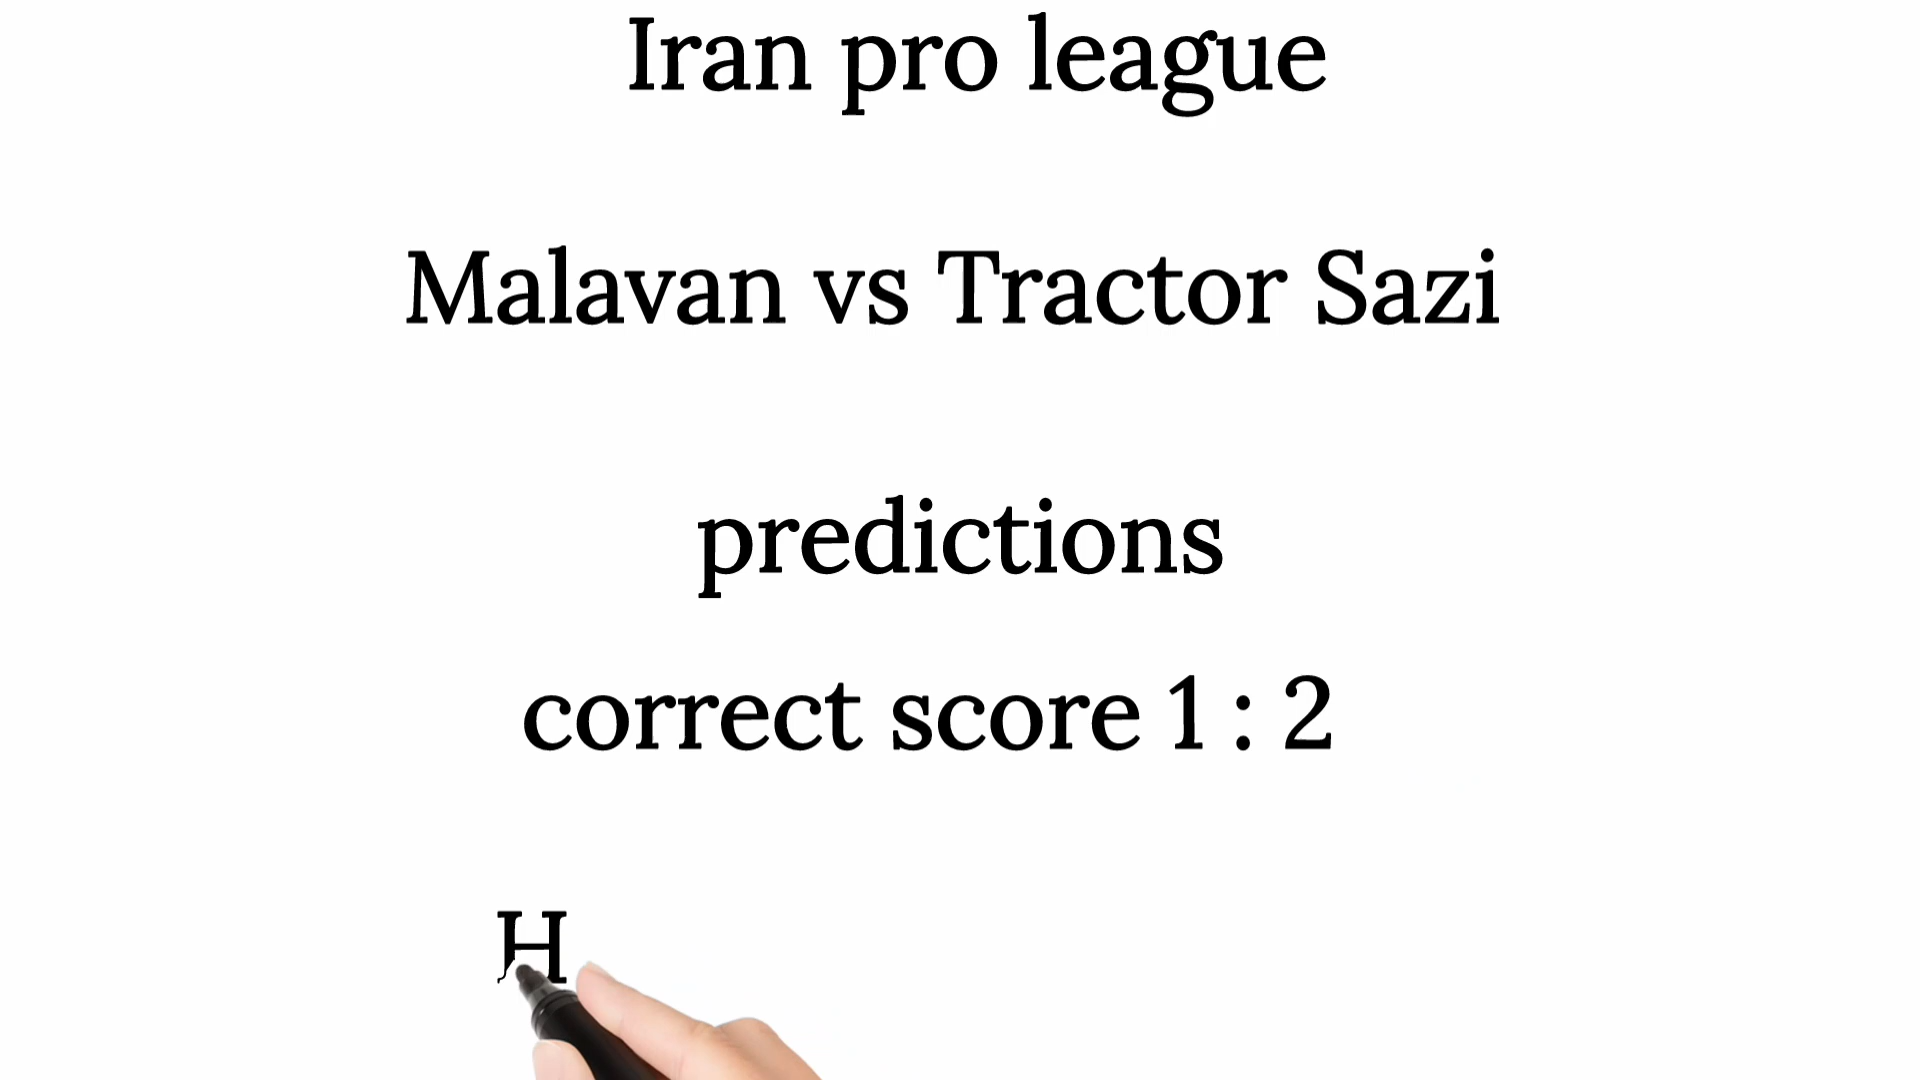 Iran pro league
Malavan vs Tractor Sazi
predictions
correct score 1 : 2
H